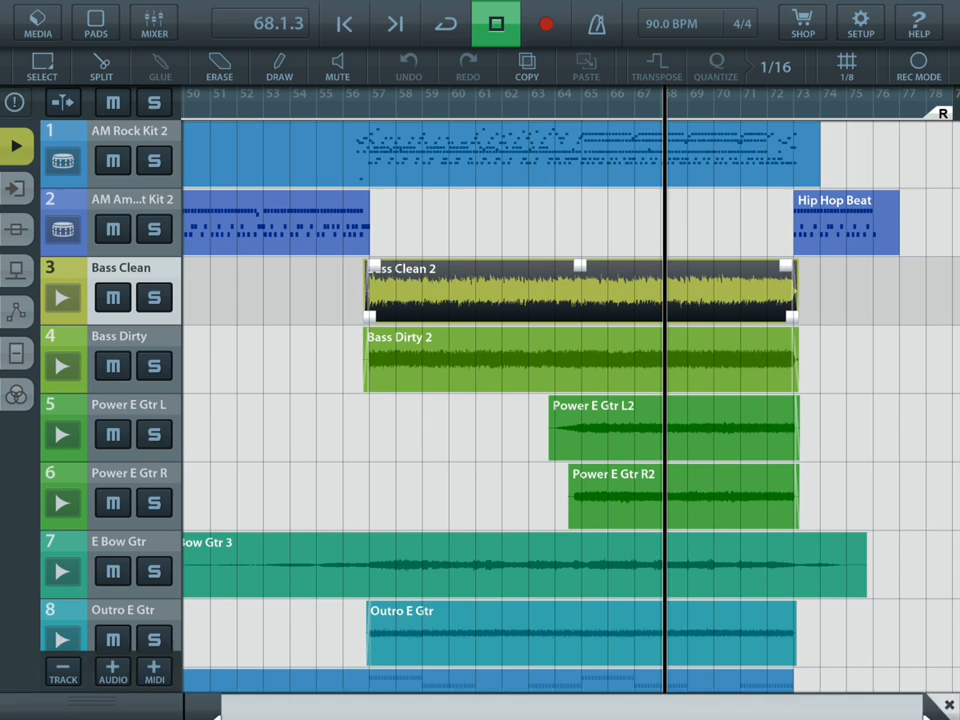 MEDIA
PADS
MIXER
68.1.3
90.0 BPM
4/4
SHOP
SETUP
?
HELP
SELECT
SPLIT
GLUE
ERASE
DRAW
MUTE
UNDO
REDO
COPY
PASTE
TRANSPOSE
QUANTIZE
1/16
1/8
REC MODE
M S
50 51 52 53 54 55 56 57 58 59 60 61 62 63 64 65 66 67 68 69 70 71 72 73 74 75 76 77 78
R
1 AM Rock Kit 2
M S
2 AM Am...t Kit 2
M S
Hip Hop Beat
3 Bass Clean
M S
ass Clean 2
4 Bass Dirty
M S
Bass Dirty 2
5 Power E Gtr L
M S
Power E Gtr L2
6 Power E Gtr R
M S
Power E Gtr R2
7 E Bow Gtr
M S
Bow Gtr 3
8 Outro E Gtr
M S
Outro E Gtr
TRACK
AUDIO
MIDI